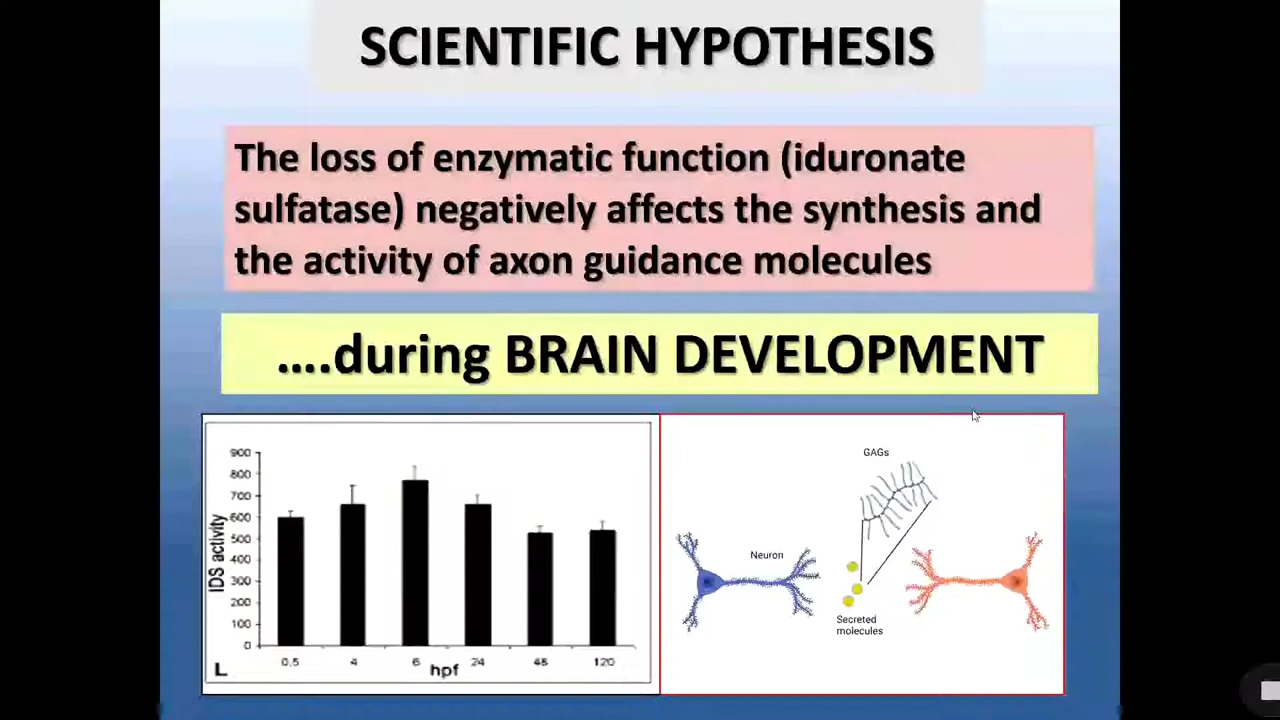 SCIENTIFIC HYPOTHESIS
The loss of enzymatic function (iduronate
sulfatase) negatively affects the synthesis and
the activity of axon guidance molecules
....during BRAIN DEVELOPMENT
900
800
700
600
500
400
300
200
100
0
IDS activity
0.5 4 6 24 48 120
L hpf
GAGs
Neuron
Secreted
molecules